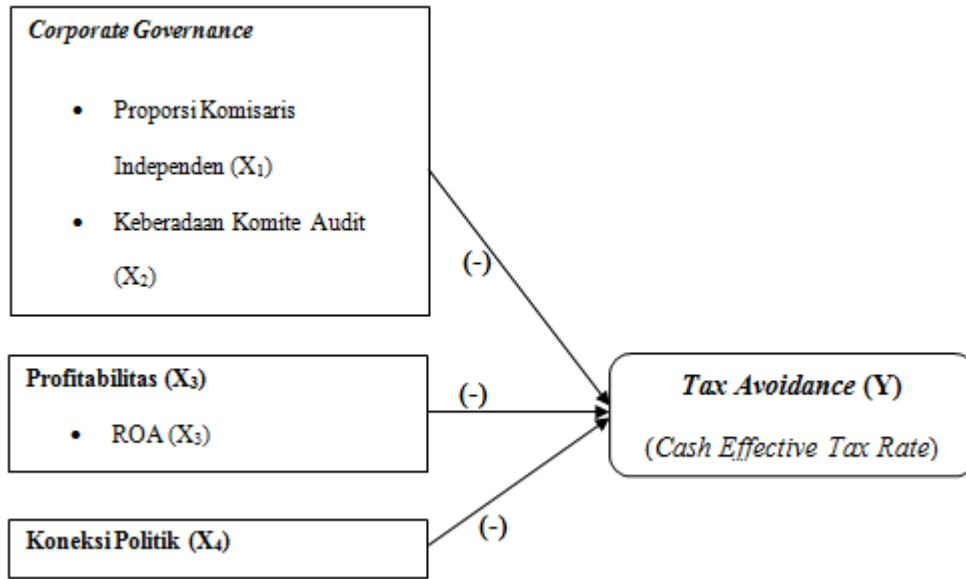 Corporate Governance
• Proporsi Komisaris
Independen (X₁)
• Keberadaan Komite Audit
(X₂)
(-)
Profitabilitas (X₃)
• ROA (X₃)
(-)
Tax Avoidance (Y)
(Cash Effective Tax Rate)
Koneksi Politik (X₄)
(-)